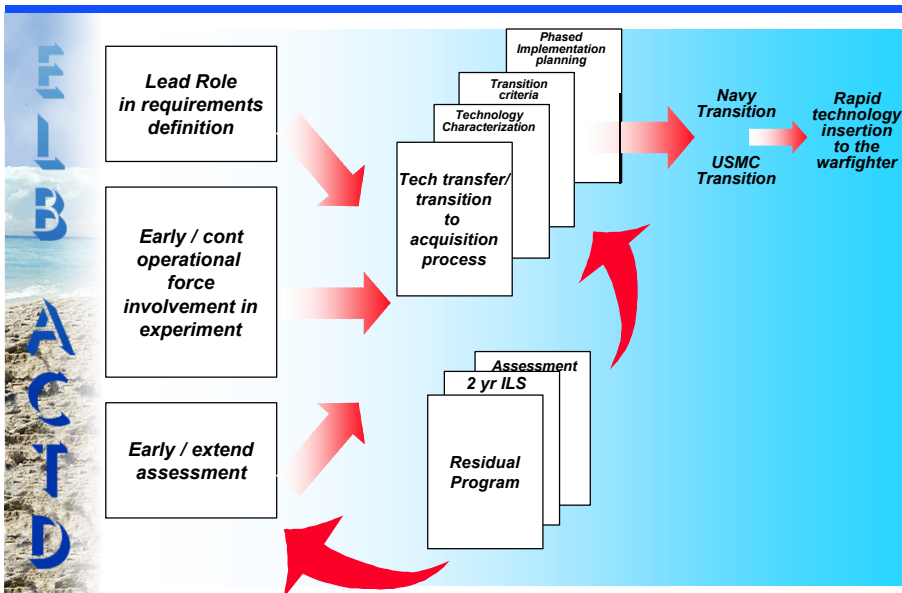 ELB ACTD
Lead Role
in requirements
definition
Early / cont
operational
force
involvement in
experiment
Early / extend
assessment
Phased
Implementation
planning
Transition
criteria
Technology
Characterization
Tech transfer/
transition
to
acquisition
process
Assessment
2 yr ILS
Residual
Program
Navy
Transition
USMC
Transition
Rapid
technology
insertion
to the
warfighter